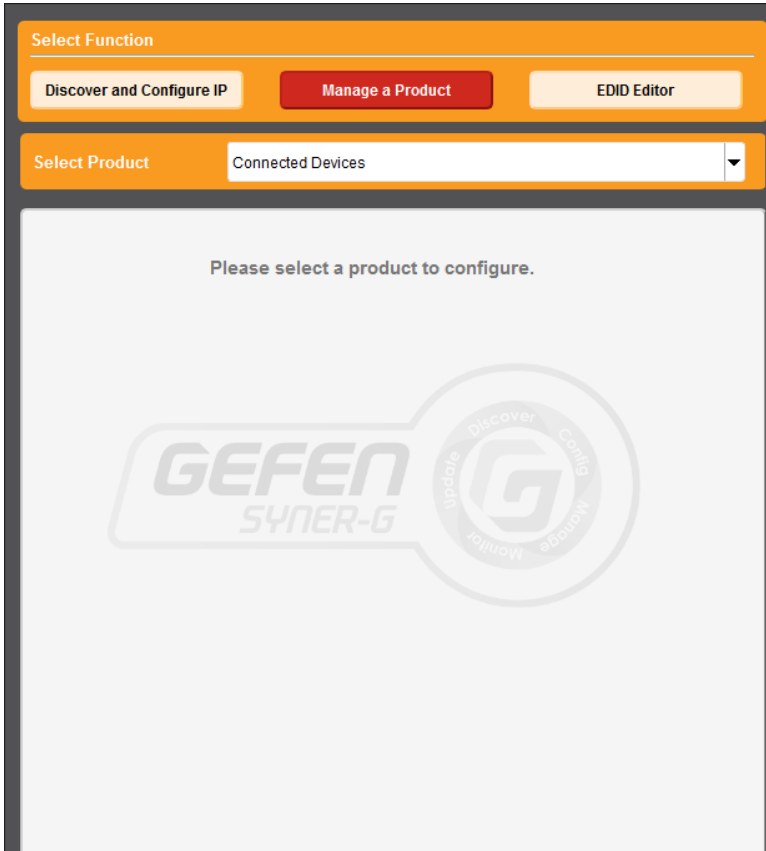 Select Function
Discover and Configure IP Manage a Product EDID Editor
Select Product Connected Devices
Please select a product to configure.
GEFEN
SYNER-G
Discover Config Manage Monitor Update